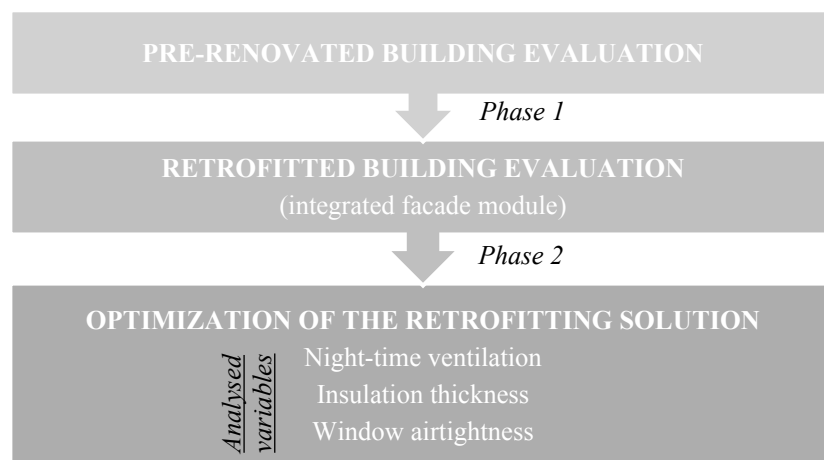 PRE-RENOVATED BUILDING EVALUATION
Phase 1
RETROFITTED BUILDING EVALUATION
(integrated facade module)
Phase 2
OPTIMIZATION OF THE RETROFITTING SOLUTION
Analysed
variables
Night-time ventilation
Insulation thickness
Window airtightness